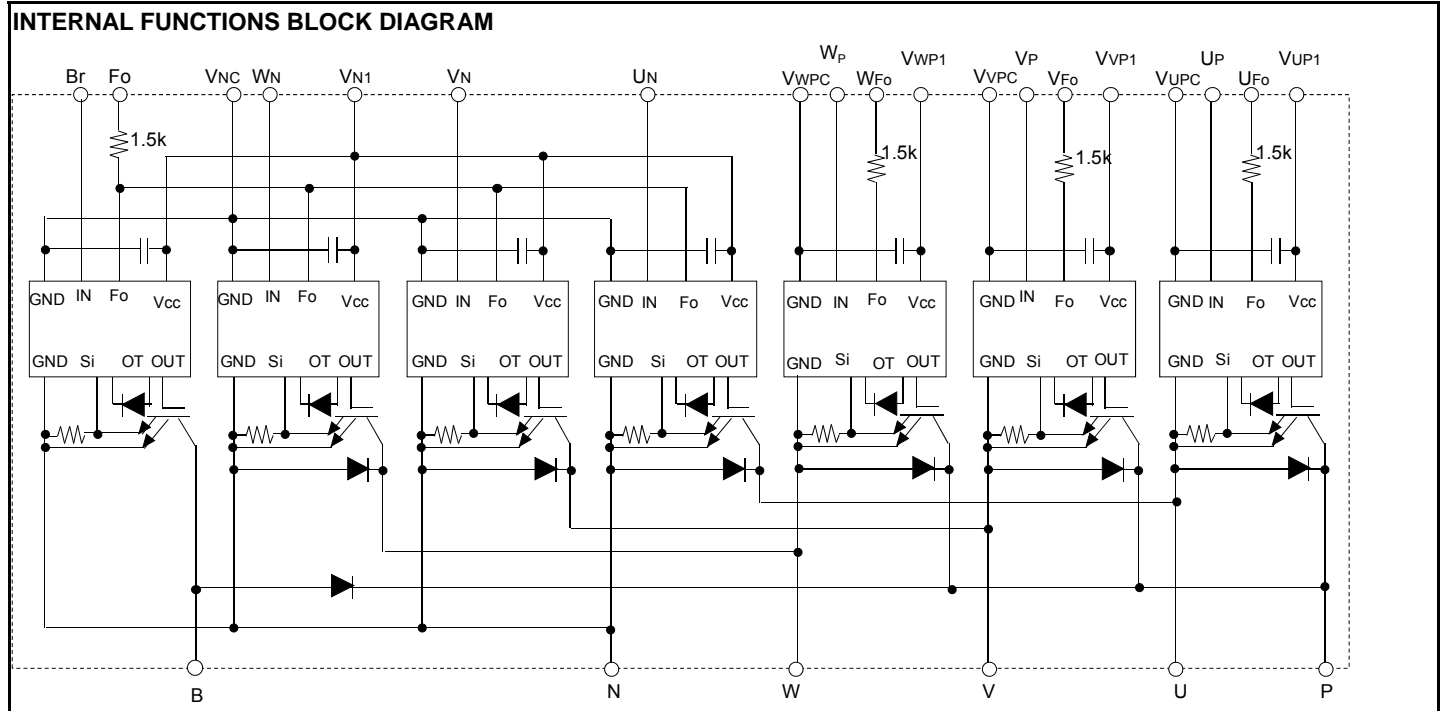 INTERNAL FUNCTIONS BLOCK DIAGRAM
Br Fo VNC WN VN1 VN UN VWPC WP WFo VWP1 VVPC VP VFo VVP1 VUPC UP UFo VUP1
1.5k 1.5k 1.5k 1.5k
GND IN Fo Vcc GND IN Fo Vcc GND IN Fo Vcc GND IN Fo Vcc GND IN Fo Vcc GND IN Fo Vcc GND IN Fo Vcc
GND Si OT OUT GND Si OT OUT GND Si OT OUT GND Si OT OUT GND Si OT OUT GND Si OT OUT GND Si OT OUT
B N W V U P